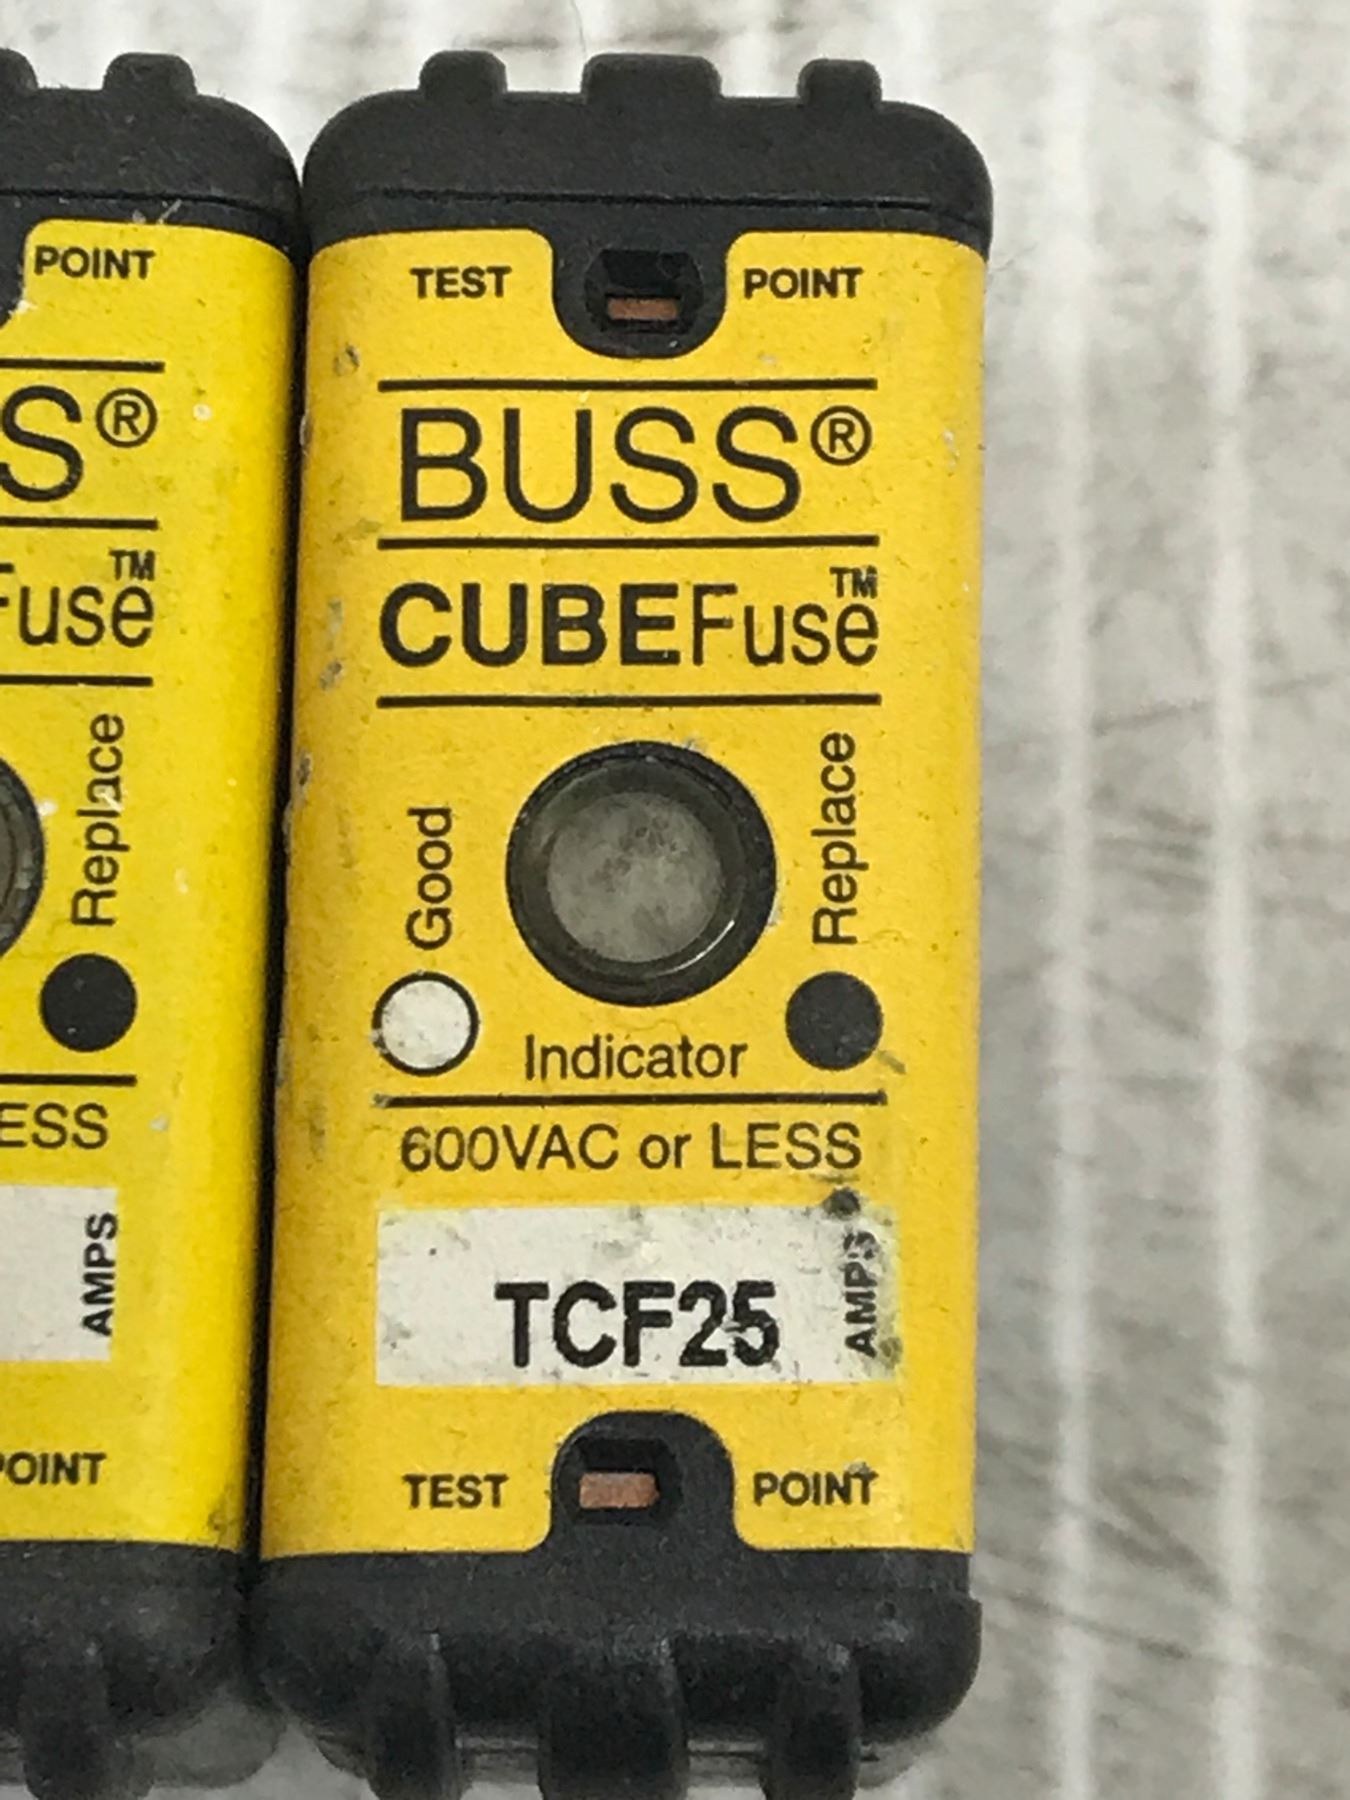 POINT
S®
Fuse™
Replace
ESS
AMPS
POINT
TEST POINT
BUSS®
CUBEFuse™
Good
Replace
Indicator
600VAC or LESS
TCF25
AMPS
TEST POINT